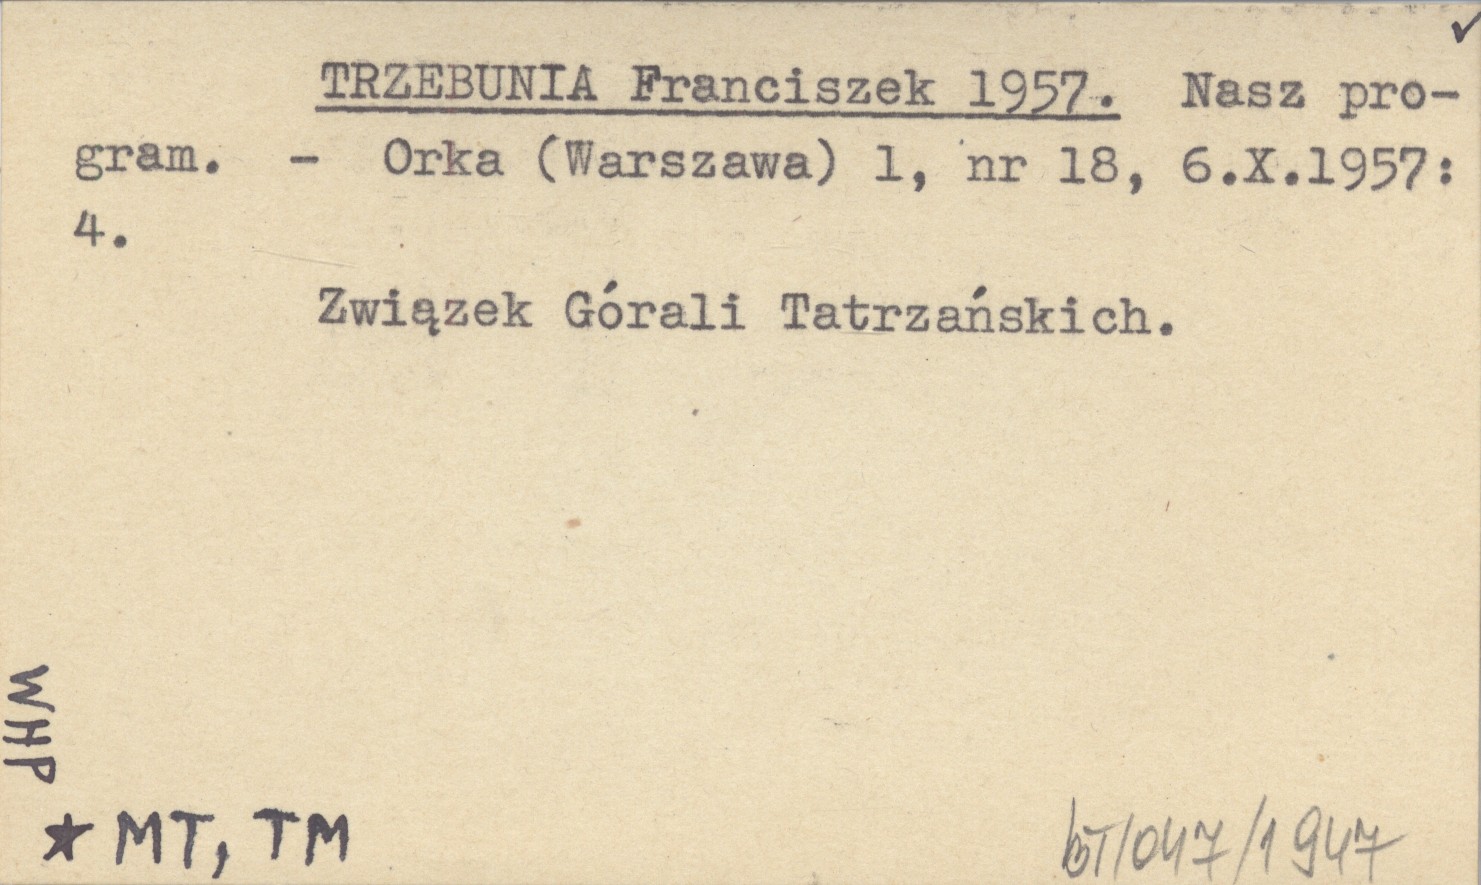 ✓
TRZEBUNIA Franciszek 1957. Nasz pro-
gram. - Orka (Warszawa) 1, nr 18, 6.X.1957:
4.
Związek Górali Tatrzańskich.
WHP
★ MT, TM
bT/047/1947